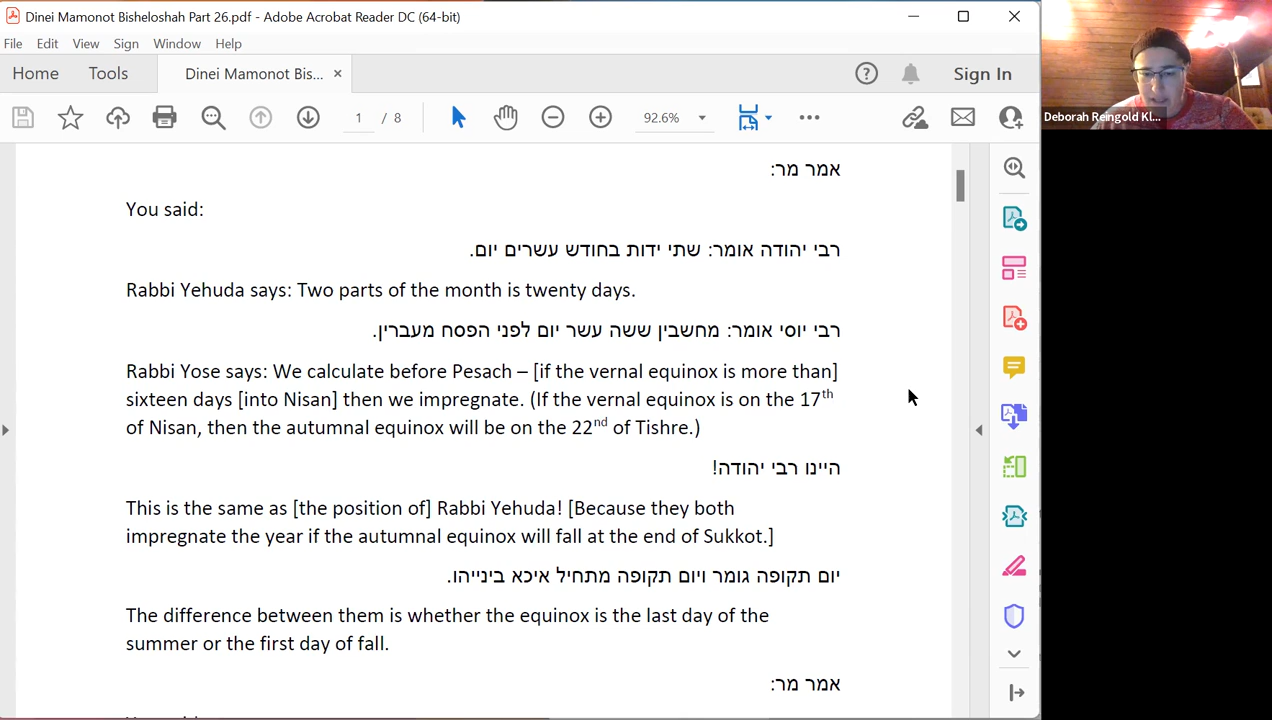 Dinei Mamonot Bisheloshah Part 26.pdf - Adobe Acrobat Reader DC (64-bit)
File Edit View Sign Window Help
Home Tools Dinei Mamonot Bis... × Sign In
1 / 8 92.6%
Deborah Reingold Kl...
אמר מר:
You said:
רבי יהודה אומר: שתי ידות בחודש עשרים יום.
Rabbi Yehuda says: Two parts of the month is twenty days.
רבי יוסי אומר: מחשבין ששה עשר יום לפני הפסח מעברין.
Rabbi Yose says: We calculate before Pesach – [if the vernal equinox is more than]
sixteen days [into Nisan] then we impregnate. (If the vernal equinox is on the 17th
of Nisan, then the autumnal equinox will be on the 22nd of Tishre.)
היינו רבי יהודה!
This is the same as [the position of] Rabbi Yehuda! [Because they both
impregnate the year if the autumnal equinox will fall at the end of Sukkot.]
יום תקופה גומר ויום תקופה מתחיל איכא בינייהו.
The difference between them is whether the equinox is the last day of the
summer or the first day of fall.
אמר מר: